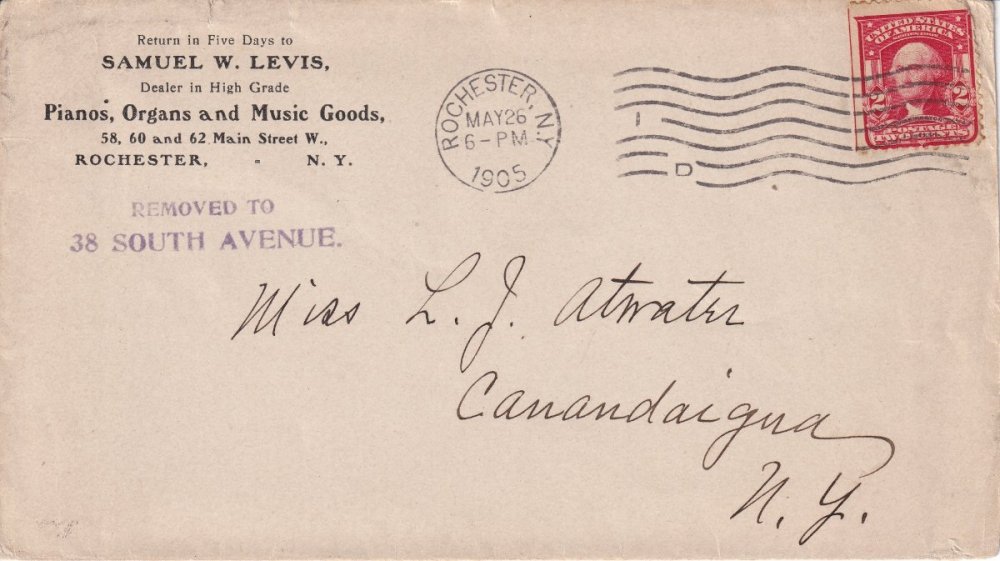 Return in Five Days to
SAMUEL W. LEVIS,
Dealer in High Grade
Pianos, Organs and Music Goods,
58, 60 and 62 Main Street W.,
ROCHESTER, - N. Y.
REMOVED TO
38 SOUTH AVENUE.
ROCHESTER, N.Y.
MAY 26
6-PM
1905
I
D
UNITED STATES
OF AMERICA
SERIES 1902
2 2
POSTAGE
TWO CENTS
Miss L. J. Atwater
Canandaigua
N. Y.